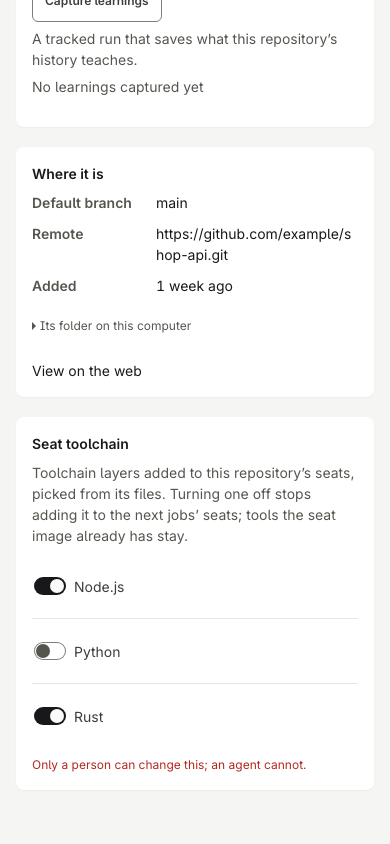 Capture learnings
A tracked run that saves what this repository's
history teaches.
No learnings captured yet
Where it is
Default branch main
Remote https://github.com/example/s
hop-api.git
Added 1 week ago
Its folder on this computer
View on the web
Seat toolchain
Toolchain layers added to this repository’s seats,
picked from its files. Turning one off stops
adding it to the next jobs’ seats; tools the seat
image already has stay.
Node.js
Python
Rust
Only a person can change this; an agent cannot.